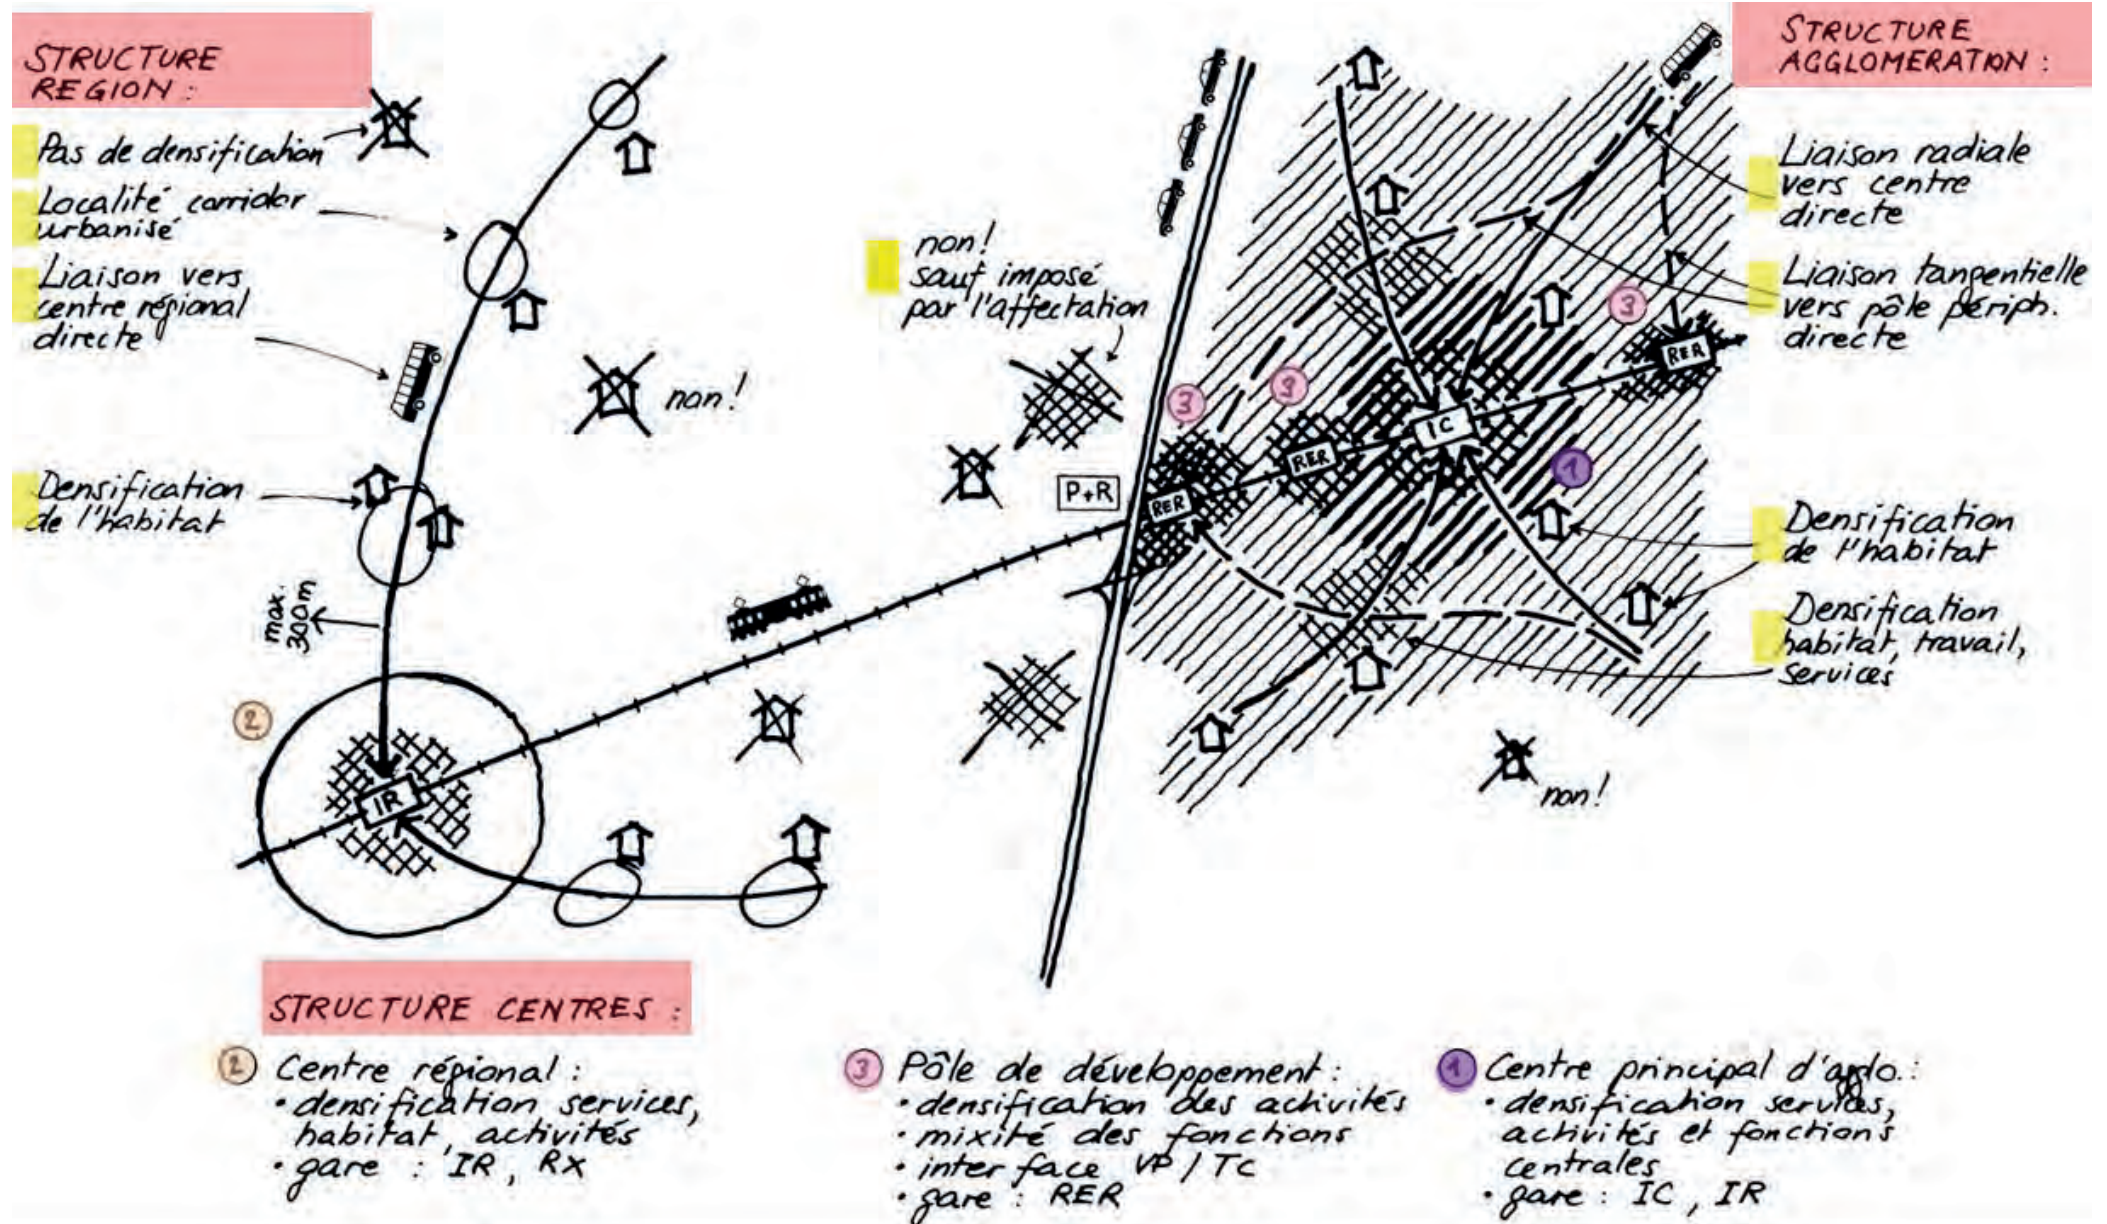 STRUCTURE
REGION :
Pas de densification
Localité corridor
urbanisé
Liaison vers
centre régional
directe
Densification
de l'habitat
max.
300m
2
IR
non!
non!
sauf imposé
par l'affectation
P+R
3
RER
3
RER
IC
1
3
RER
non!
STRUCTURE
AGGLOMERATION :
Liaison radiale
vers centre
directe
Liaison tangentielle
vers pôle périph.
directe
Densification
de l'habitat
Densification
habitat, travail,
services
STRUCTURE CENTRES :
2 Centre régional :
• densification services,
habitat, activités
• gare : IR, RX
3 Pôle de développement :
• densification des activités
• mixité des fonctions
• interface VP / TC
• gare : RER
1 Centre principal d'agglo. :
• densification services,
activités et fonctions
centrales
• gare : IC, IR